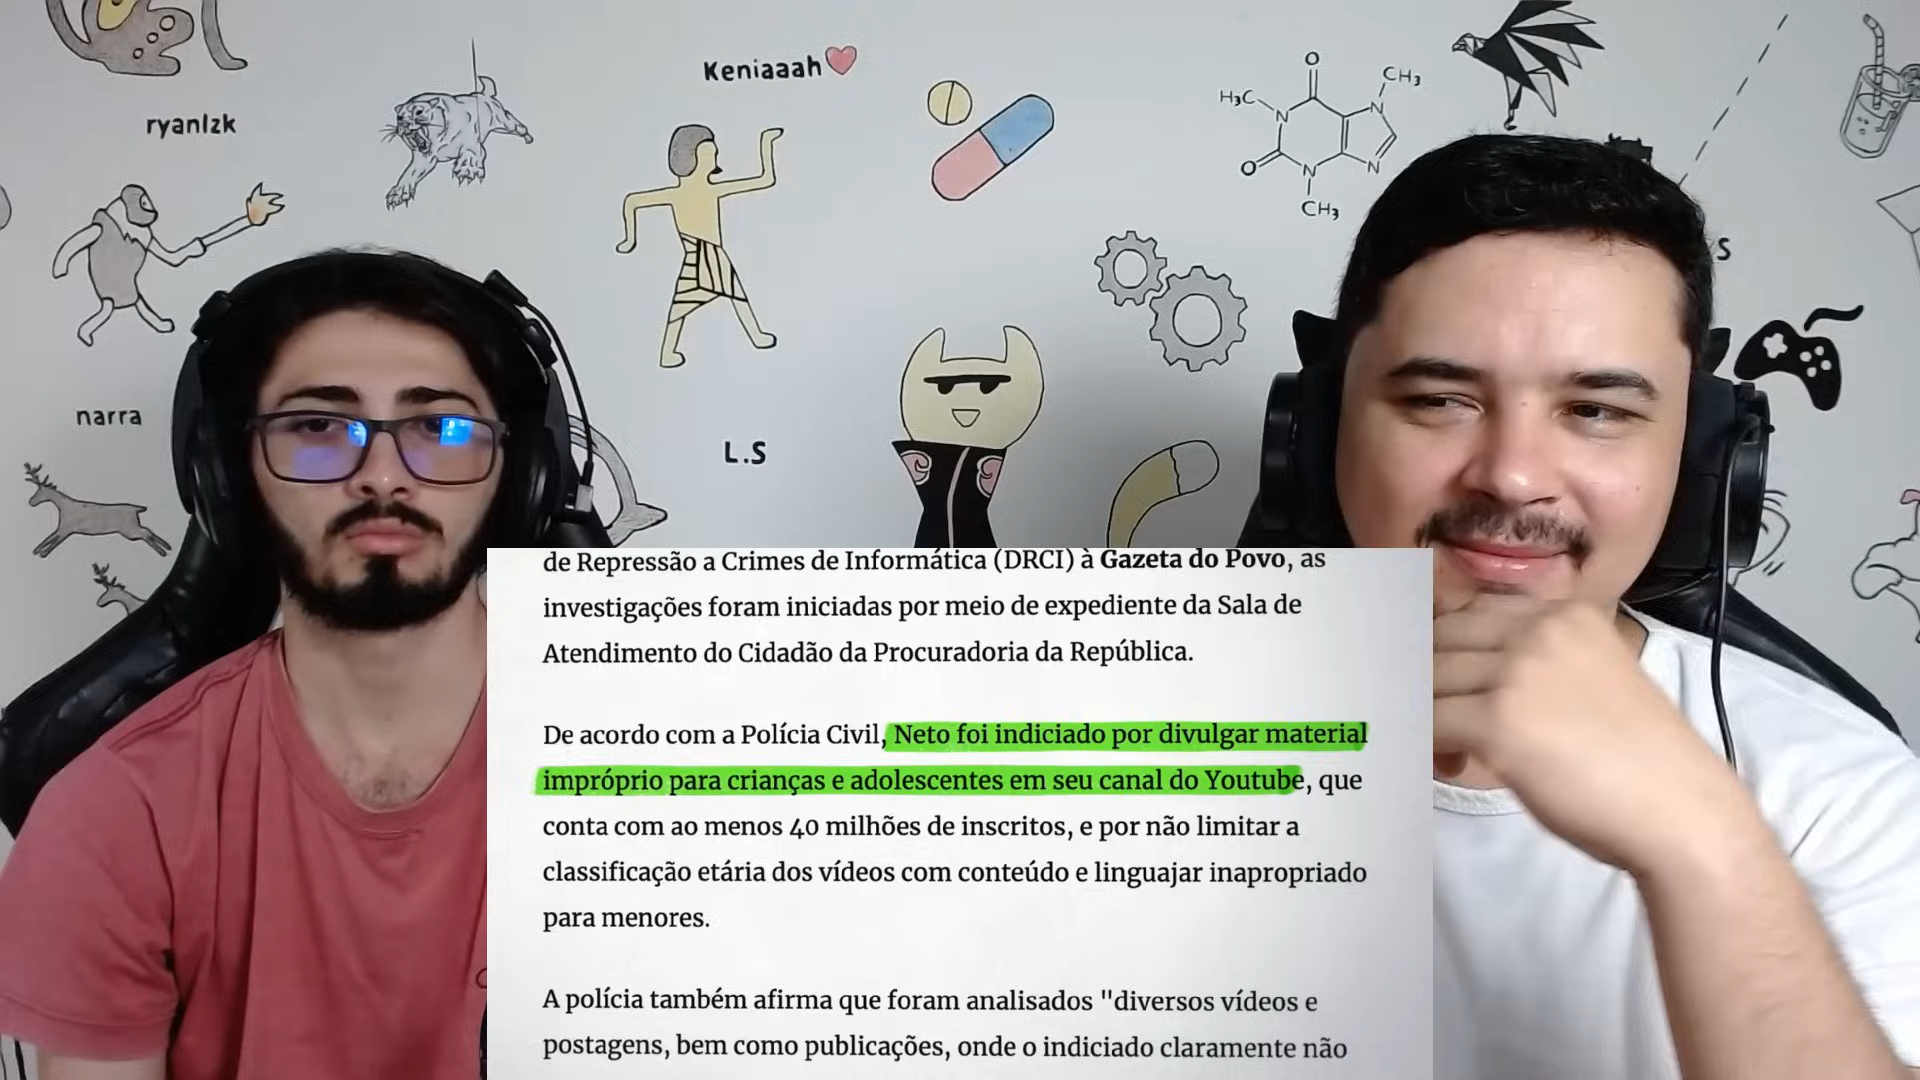 Keniaaah
ryanlzk
H₃C
O
CH₃
N
N
O
N
N
CH₃
S
narra
L.S
de Repressão a Crimes de Informática (DRCI) à Gazeta do Povo, as
investigações foram iniciadas por meio de expediente da Sala de
Atendimento do Cidadão da Procuradoria da República.
De acordo com a Polícia Civil, Neto foi indiciado por divulgar material
impróprio para crianças e adolescentes em seu canal do Youtube, que
conta com ao menos 40 milhões de inscritos, e por não limitar a
classificação etária dos vídeos com conteúdo e linguajar inapropriado
para menores.
A polícia também afirma que foram analisados "diversos vídeos e
postagens, bem como publicações, onde o indiciado claramente não